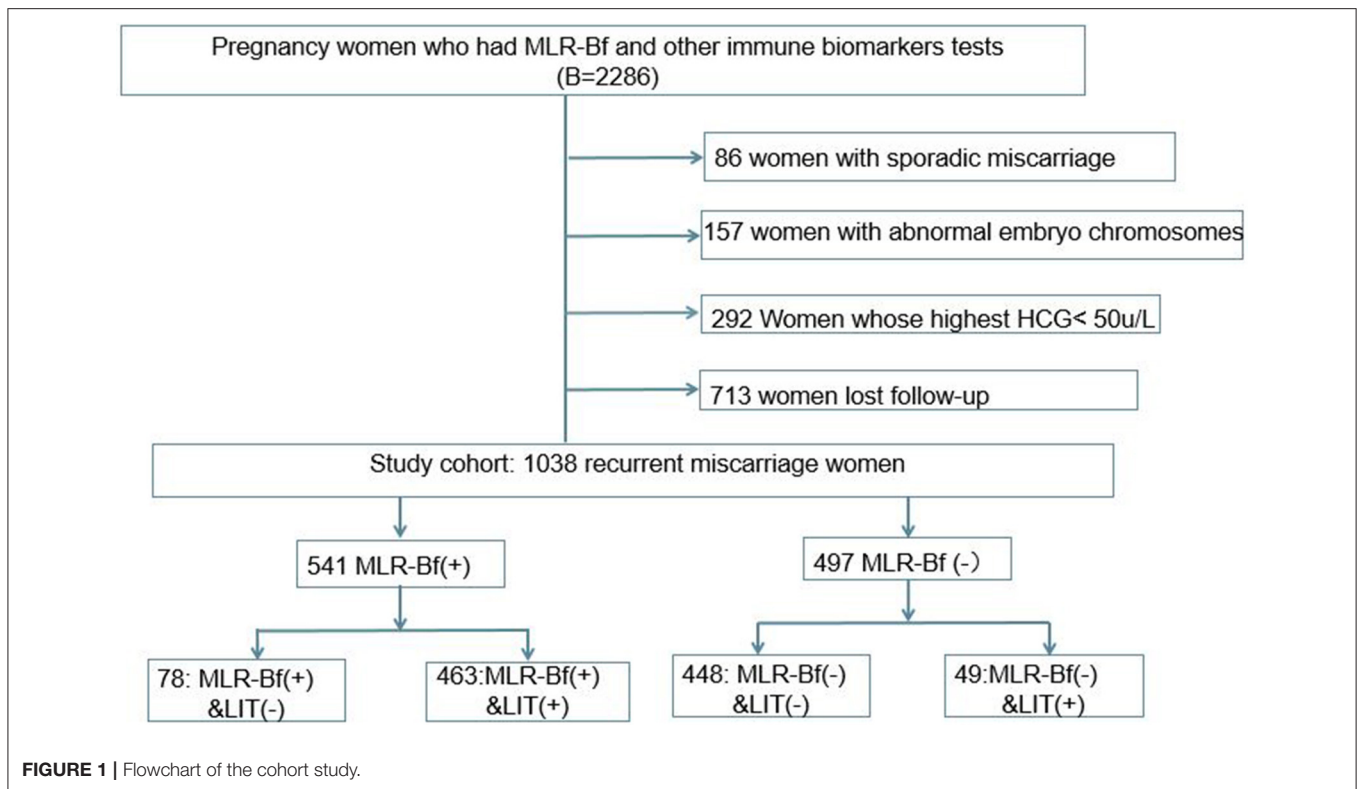 Pregnancy women who had MLR-Bf and other immune biomarkers tests
(B=2286)
86 women with sporadic miscarriage
157 women with abnormal embryo chromosomes
292 Women whose highest HCG< 50u/L
713 women lost follow-up
Study cohort: 1038 recurrent miscarriage women
541 MLR-Bf(+)
497 MLR-Bf (-）
78: MLR-Bf(+)
&LIT(-)
463:MLR-Bf(+)
&LIT(+)
448: MLR-Bf(-)
&LIT(-)
49:MLR-Bf(-)
&LIT(+)
FIGURE 1 | Flowchart of the cohort study.